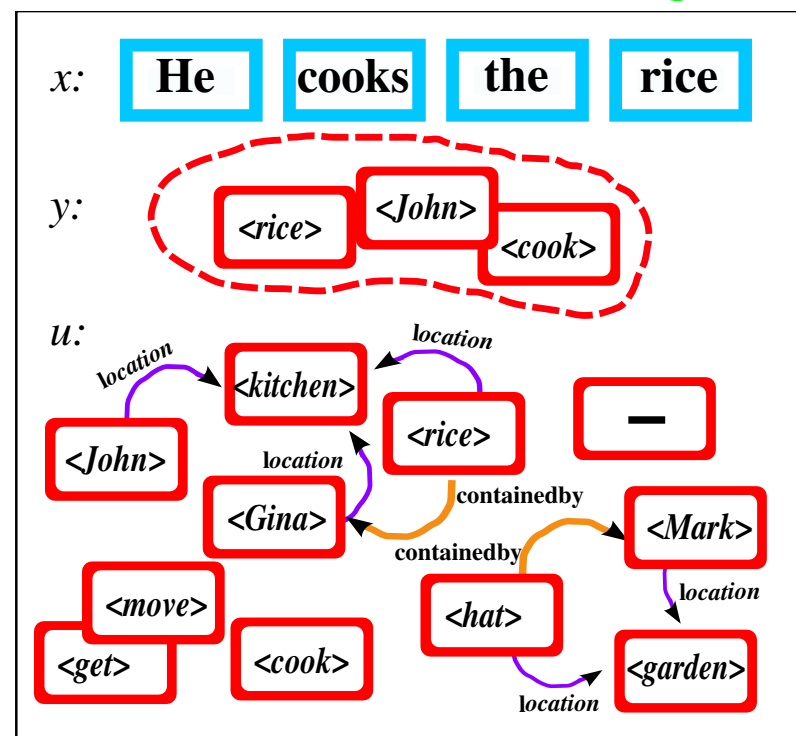 x: He cooks the rice
y: <rice> <John> <cook>
u:
location location
<kitchen>
<John> <rice> –
location
<Gina> containedby <Mark>
containedby
<move> <hat> location
<get> <cook> <garden>
location